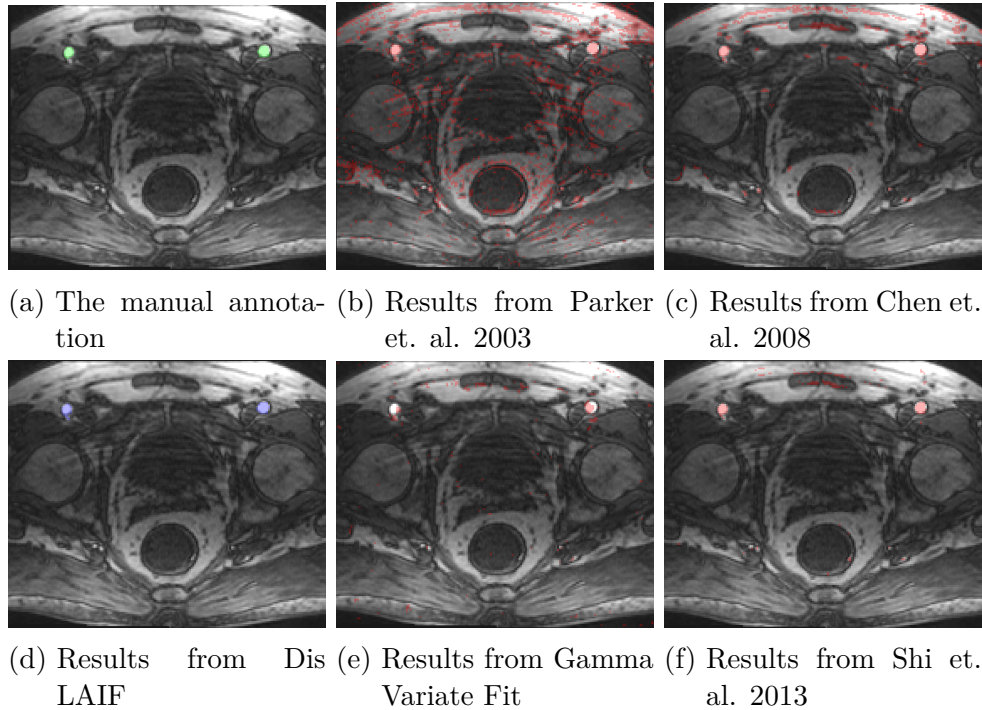 (a) The manual annota-
tion
(b) Results from Parker
et. al. 2003
(c) Results from Chen et.
al. 2008
(d) Results from Dis
LAIF
(e) Results from Gamma
Variate Fit
(f) Results from Shi et.
al. 2013